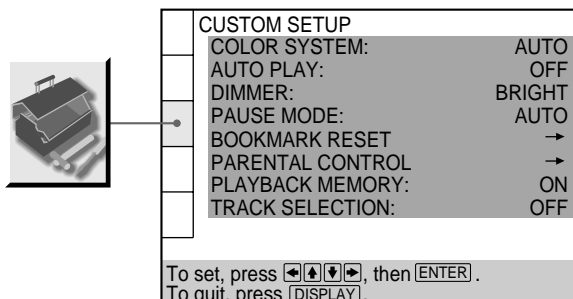 CUSTOM SETUP
COLOR SYSTEM: AUTO
AUTO PLAY: OFF
DIMMER: BRIGHT
PAUSE MODE: AUTO
BOOKMARK RESET →
PARENTAL CONTROL →
PLAYBACK MEMORY: ON
TRACK SELECTION: OFF
To set, press ←↑↓→, then ENTER.
To quit, press DISPLAY.